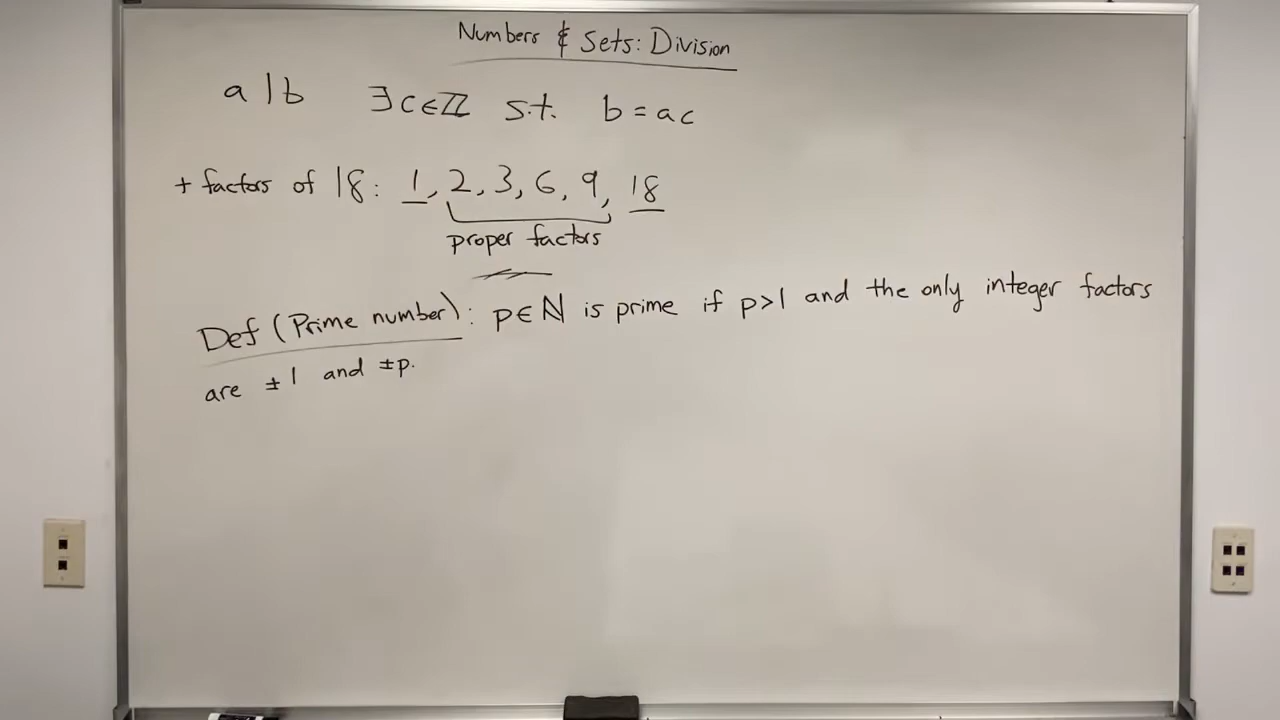 Numbers & Sets: Division
a | b ∃c∈ℤ s.t. b = ac
+ factors of 18: 1, 2, 3, 6, 9, 18
proper factors
Def (Prime number): p∈ℕ is prime if p>1 and the only integer factors
are ±1 and ±p.